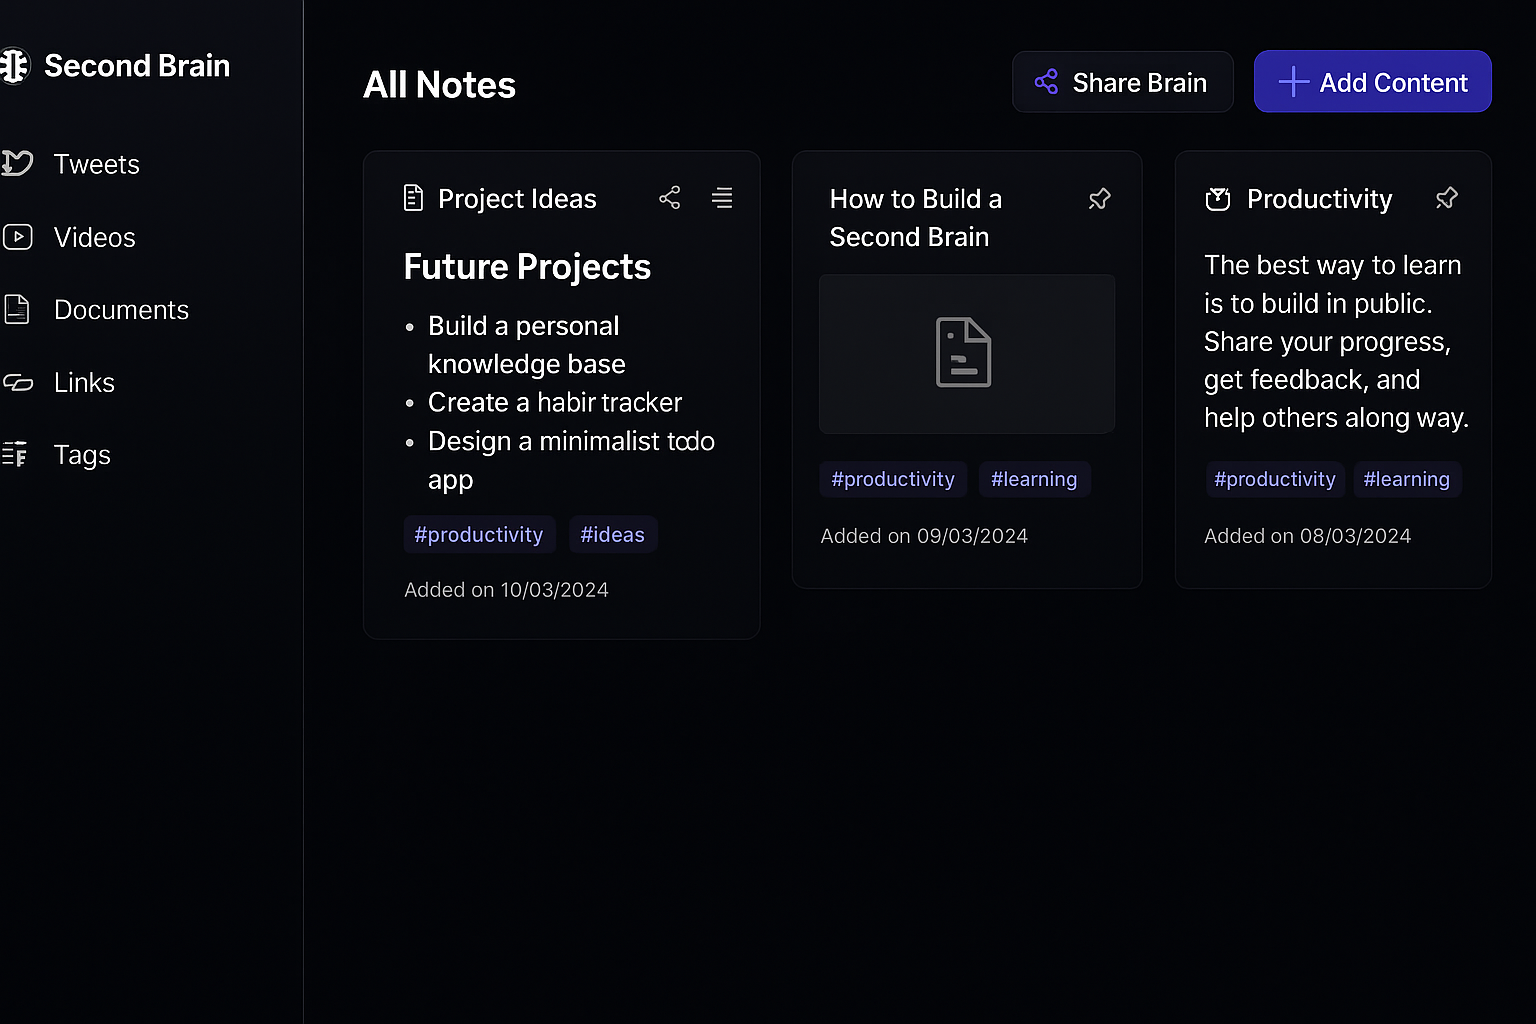 Second Brain
Tweets
Videos
Documents
Links
Tags
All Notes
Share Brain
Add Content
Project Ideas
Future Projects
• Build a personal
knowledge base
• Create a habir tracker
• Design a minimalist todo
app
#productivity #ideas
Added on 10/03/2024
How to Build a
Second Brain
#productivity #learning
Added on 09/03/2024
Productivity
The best way to learn
is to build in public.
Share your progress,
get feedback, and
help others along way.
#productivity #learning
Added on 08/03/2024